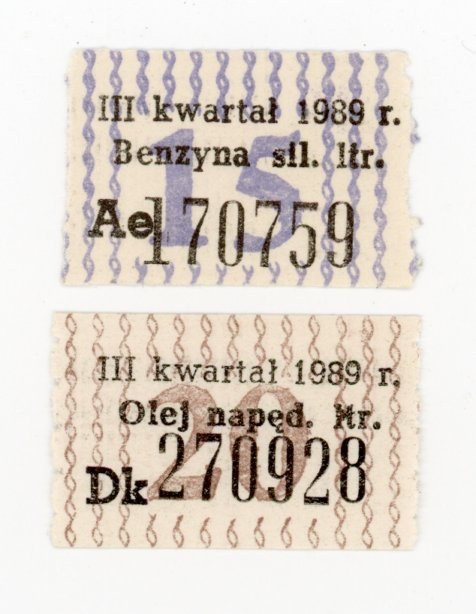 III kwartał 1989 r.
Benzyna sil. ltr.
15
Ae 170759
III kwartał 1989 r.
Olej napęd. ltr.
20
Dk 270928